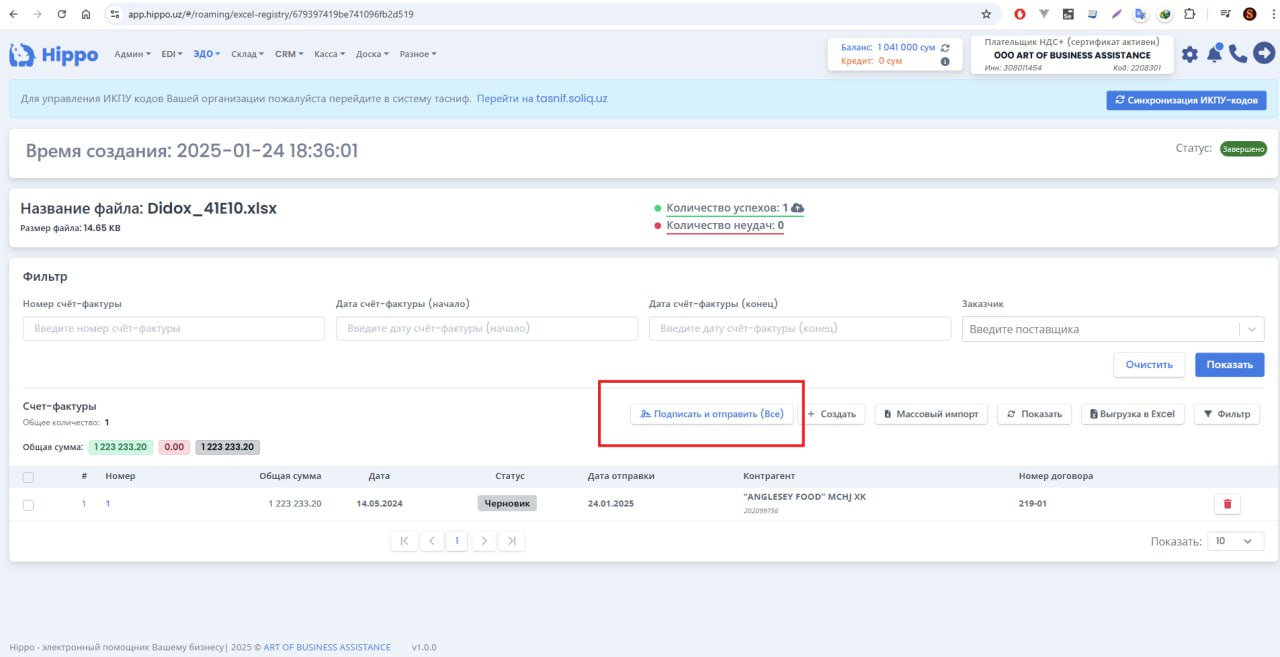 app.hippo.uz/#/roaming/excel-registry/679397419be741096fb2d519
Hippo Админ EDI ЭДО Склад CRM Касса Доска Разное
Баланс: 1 041 000 сум
Кредит: 0 сум
Плательщик НДС+ (сертификат активен)
ООО ART OF BUSINESS ASSISTANCE
Инн: 308011454 Код: 2208301
Для управления ИКПУ кодов Вашей организации пожалуйста перейдите в систему тасниф. Перейти на tasnif.soliq.uz
Синхронизация ИКПУ-кодов
Время создания: 2025-01-24 18:36:01
Статус: Завершено
Название файла: Didox_41E10.xlsx
Размер файла: 14.65 KB
Количество успехов: 1
Количество неудач: 0
Фильтр
Номер счёт-фактуры Дата счёт-фактуры (начало) Дата счёт-фактуры (конец) Заказчик
Введите номер счёт-фактуры Введите дату счёт-фактуры (начало) Введите дату счёт-фактуры (конец) Введите поставщика
Очистить Показать
Счет-фактуры
Общее количество: 1
Подписать и отправить (Все) + Создать Массовый импорт Показать Выгрузка в Excel Фильтр
Общая сумма: 1 223 233.20 0.00 1 223 233.20
# Номер Общая сумма Дата Статус Дата отправки Контрагент Номер договора
1 1 1 223 233.20 14.05.2024 Черновик 24.01.2025 "ANGLESEY FOOD" MCHJ XK 219-01
202099756
1
Показать: 10
Hippo - электронный помощник Вашему бизнесу| 2025 © ART OF BUSINESS ASSISTANCE v1.0.0